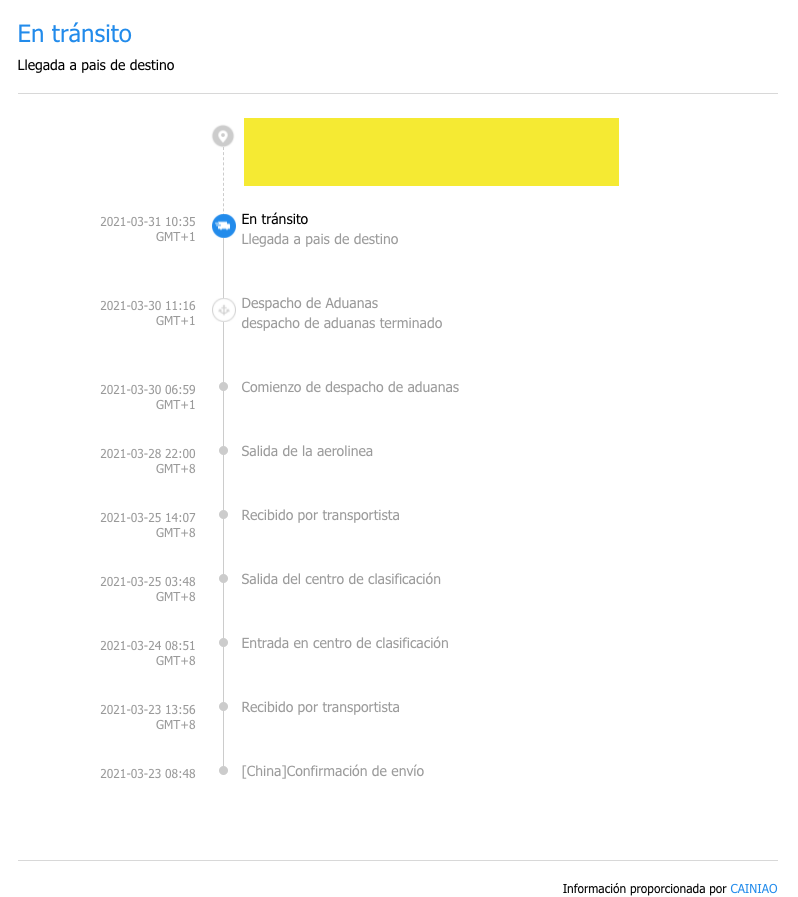 En tránsito
Llegada a pais de destino
2021-03-31 10:35
GMT+1
En tránsito
Llegada a pais de destino
2021-03-30 11:16
GMT+1
Despacho de Aduanas
despacho de aduanas terminado
2021-03-30 06:59
GMT+1
Comienzo de despacho de aduanas
2021-03-28 22:00
GMT+8
Salida de la aerolinea
2021-03-25 14:07
GMT+8
Recibido por transportista
2021-03-25 03:48
GMT+8
Salida del centro de clasificación
2021-03-24 08:51
GMT+8
Entrada en centro de clasificación
2021-03-23 13:56
GMT+8
Recibido por transportista
2021-03-23 08:48
[China]Confirmación de envío
Información proporcionada por CAINIAO